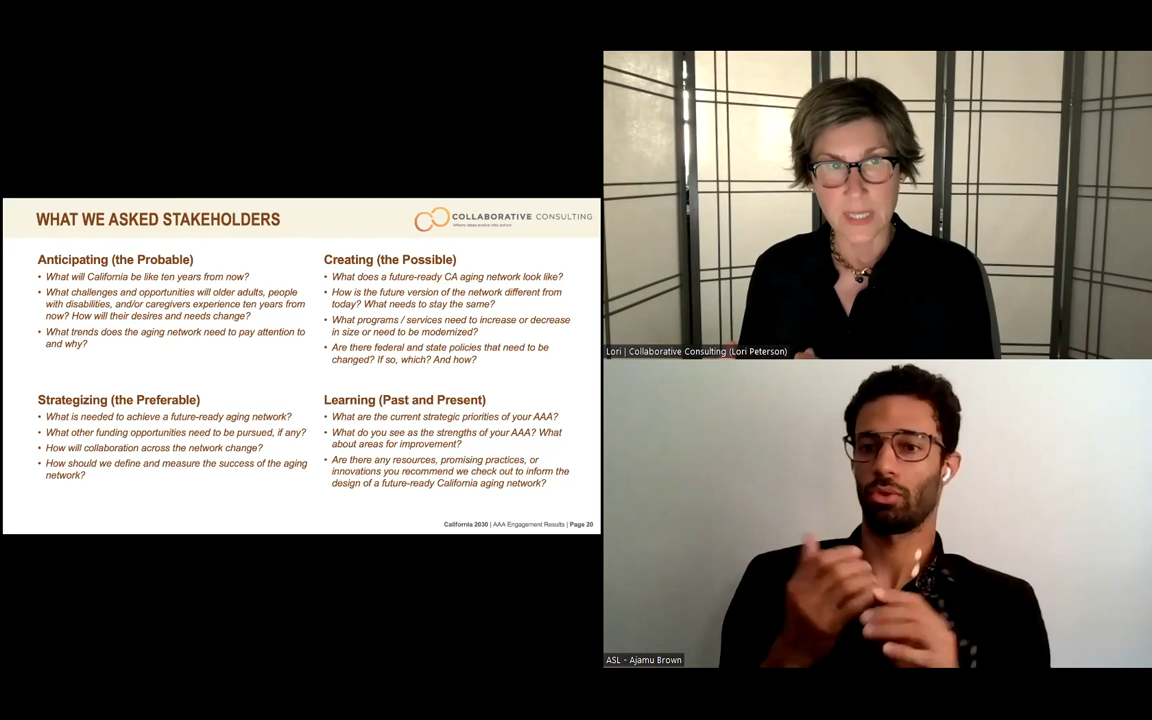 WHAT WE ASKED STAKEHOLDERS
COLLABORATIVE CONSULTING
Where ideas evolve into action
Anticipating (the Probable)
• What will California be like ten years from now?
• What challenges and opportunities will older adults, people
with disabilities, and/or caregivers experience ten years from
now? How will their desires and needs change?
• What trends does the aging network need to pay attention to
and why?
Creating (the Possible)
• What does a future-ready CA aging network look like?
• How is the future version of the network different from
today? What needs to stay the same?
• What programs / services need to increase or decrease
in size or need to be modernized?
• Are there federal and state policies that need to be
changed? If so, which? And how?
Strategizing (the Preferable)
• What is needed to achieve a future-ready aging network?
• What other funding opportunities need to be pursued, if any?
• How will collaboration across the network change?
• How should we define and measure the success of the aging
network?
Learning (Past and Present)
• What are the current strategic priorities of your AAA?
• What do you see as the strengths of your AAA? What
about areas for improvement?
• Are there any resources, promising practices, or
innovations you recommend we check out to inform the
design of a future-ready California aging network?
California 2030 | AAA Engagement Results | Page 20
Lori | Collaborative Consulting (Lori Peterson)
ASL - Ajamu Brown